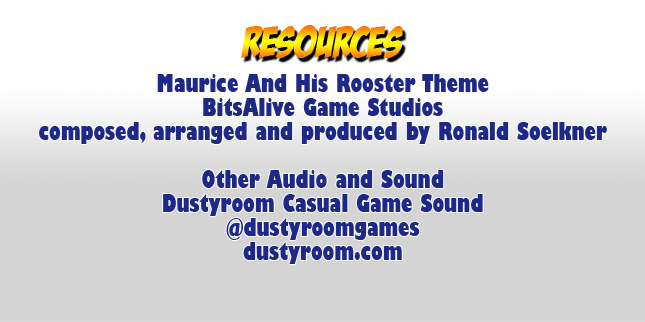 RESOURCES
Maurice And His Rooster Theme
BitsAlive Game Studios
composed, arranged and produced by Ronald Soelkner
Other Audio and Sound
Dustyroom Casual Game Sound
@dustyroomgames
dustyroom.com